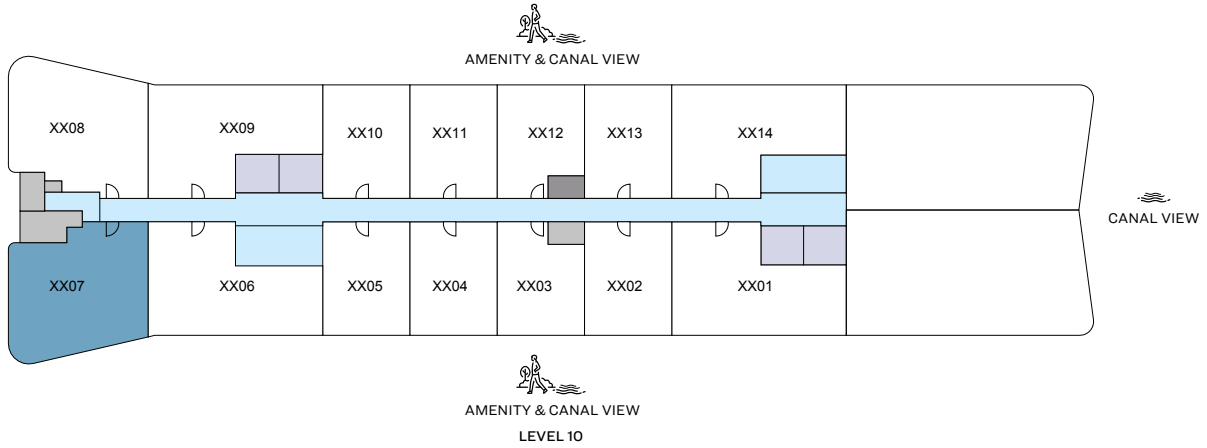 AMENITY & CANAL VIEW
XX08
XX09
XX10
XX11
XX12
XX13
XX14
CANAL VIEW
XX07
XX06
XX05
XX04
XX03
XX02
XX01
AMENITY & CANAL VIEW
LEVEL 10